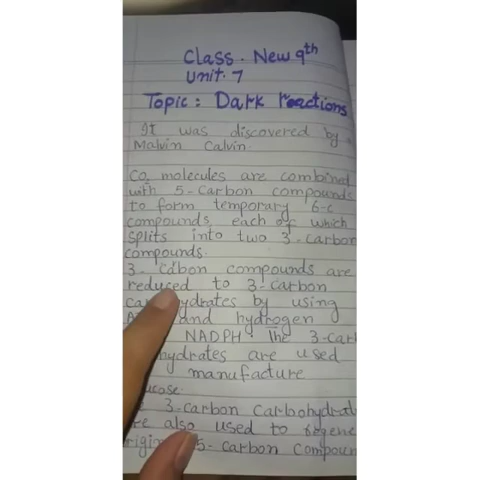 Class. New 9th
Unit. 7
Topic: Dark reactions
It was discovered by
Malvin Calvin.
CO2 molecules are combined
with 5-Carbon compounds
to form temporary 6-c
compounds, each of which
splits into two 3-carbon
compounds.
3-Cabon compounds are
reduced to 3-carbon
by using
and hydrogen
NADPH. The 3-car
are used
manufacture
3-carbon Carbohydrat
also used to
5-carbon Compoun